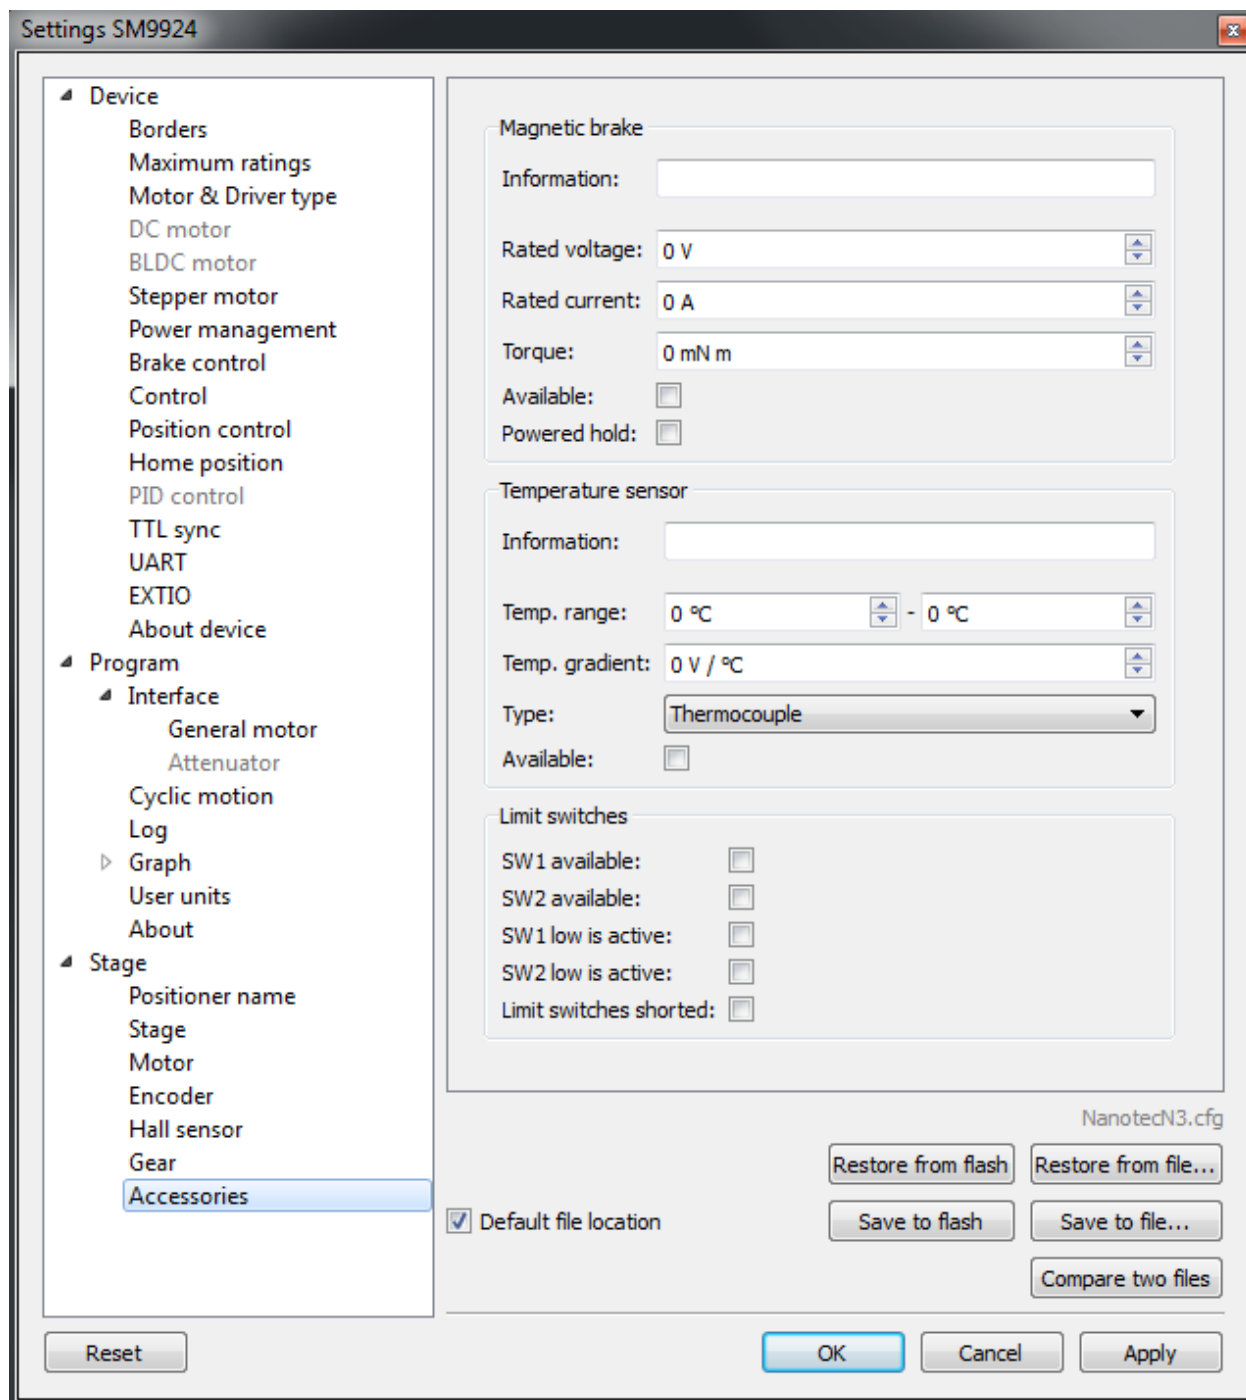 Settings SM9924
Device
Borders
Maximum ratings
Motor & Driver type
DC motor
BLDC motor
Stepper motor
Power management
Brake control
Control
Position control
Home position
PID control
TTL sync
UART
EXTIO
About device
Program
Interface
General motor
Attenuator
Cyclic motion
Log
Graph
User units
About
Stage
Positioner name
Stage
Motor
Encoder
Hall sensor
Gear
Accessories
Magnetic brake
Information:
Rated voltage: 0 V
Rated current: 0 A
Torque: 0 mN m
Available:
Powered hold:
Temperature sensor
Information:
Temp. range: 0 ºC - 0 ºC
Temp. gradient: 0 V / ºC
Type: Thermocouple
Available:
Limit switches
SW1 available:
SW2 available:
SW1 low is active:
SW2 low is active:
Limit switches shorted:
NanotecN3.cfg
Restore from flash Restore from file...
Default file location Save to flash Save to file...
Compare two files
Reset OK Cancel Apply